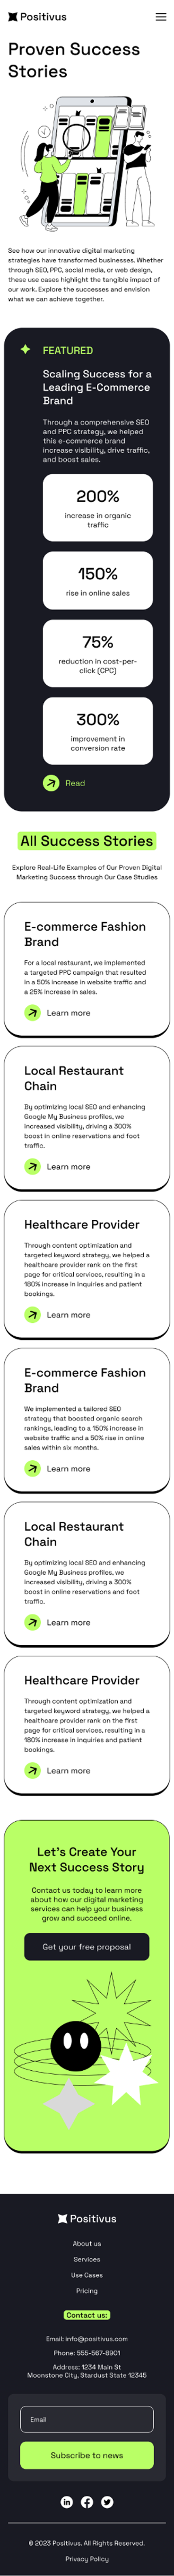 Positivus
Proven Success
Stories
See how our innovative digital marketing
strategies have transformed businesses. Whether
through SEO, PPC, social media, or web design,
these use cases highlight the tangible impact of
our work. Explore the successes and envision
what we can achieve together.
FEATURED
Scaling Success for a
Leading E-Commerce
Brand
Through a comprehensive SEO
and PPC strategy, we helped
this e-commerce brand
increase visibility, drive traffic,
and boost sales.
200%
increase in organic
traffic
150%
rise in online sales
75%
reduction in cost-per-
click (CPC)
300%
improvement in
conversion rate
Read
All Success Stories
Explore Real-Life Examples of Our Proven Digital
Marketing Success through Our Case Studies
E-commerce Fashion
Brand
For a local restaurant, we implemented
a targeted PPC campaign that resulted
in a 50% increase in website traffic and
a 25% increase in sales.
Learn more
Local Restaurant
Chain
By optimizing local SEO and enhancing
Google My Business profiles, we
increased visibility, driving a 300%
boost in online reservations and foot
traffic.
Learn more
Healthcare Provider
Through content optimization and
targeted keyword strategy, we helped a
healthcare provider rank on the first
page for critical services, resulting in a
180% increase in inquiries and patient
bookings.
Learn more
E-commerce Fashion
Brand
We implemented a tailored SEO
strategy that boosted organic search
rankings, leading to a 150% increase in
website traffic and a 50% rise in online
sales within six months.
Learn more
Local Restaurant
Chain
By optimizing local SEO and enhancing
Google My Business profiles, we
increased visibility, driving a 300%
boost in online reservations and foot
traffic.
Learn more
Healthcare Provider
Through content optimization and
targeted keyword strategy, we helped a
healthcare provider rank on the first
page for critical services, resulting in a
180% increase in inquiries and patient
bookings.
Learn more
Let's Create Your
Next Success Story
Contact us today to learn more
about how our digital marketing
services can help your business
grow and succeed online.
Get your free proposal
Positivus
About us
Services
Use Cases
Pricing
Contact us:
Email: info@positivus.com
Phone: 555-567-8901
Address: 1234 Main St
Moonstone City, Stardust State 12345
Email
Subscribe to news
in
© 2023 Positivus. All Rights Reserved.
Privacy Policy